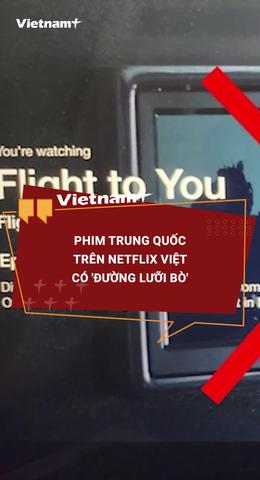 Vietnam+
You're watching
Flight to You
Vietnam+
PHIM TRUNG QUỐC
TRÊN NETFLIX VIỆT
CÓ 'ĐƯỜNG LƯỠI BÒ'